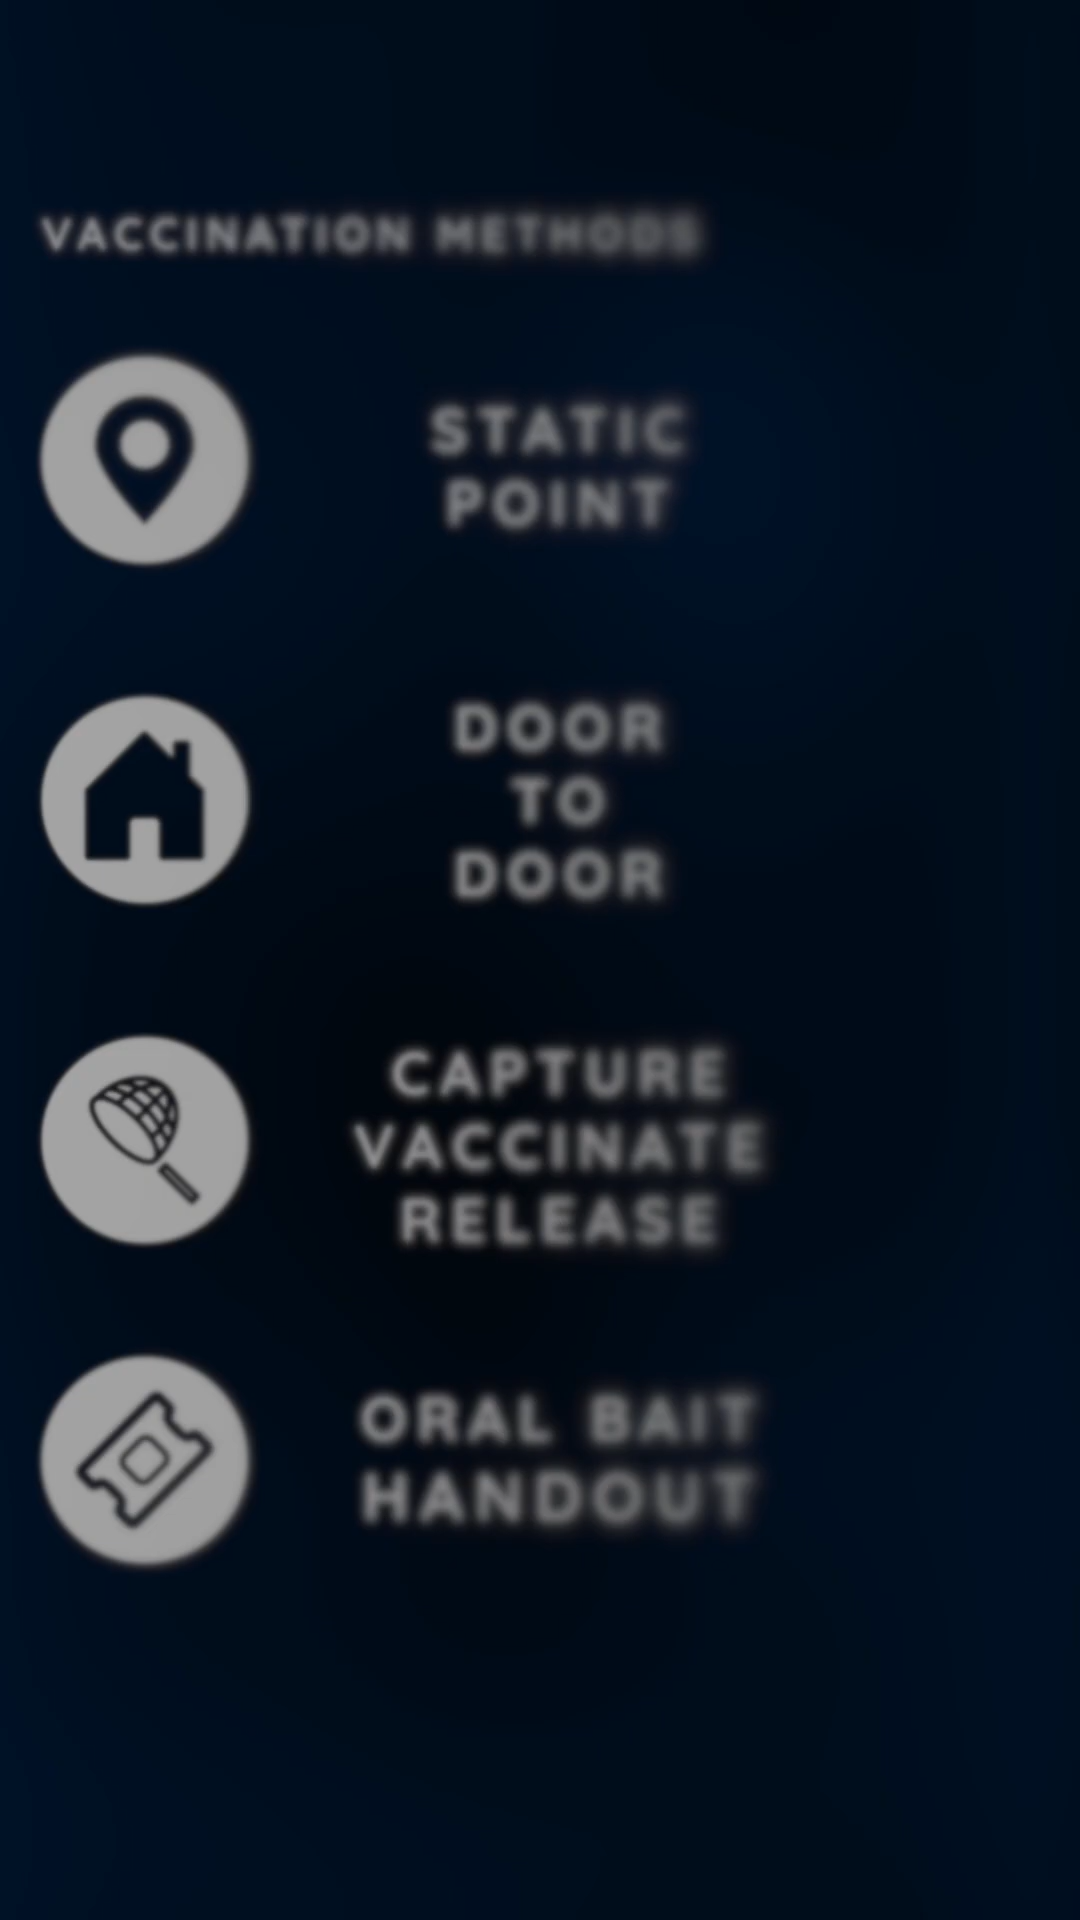 VACCINATION METHODS
STATIC
POINT
DOOR
TO
DOOR
CAPTURE
VACCINATE
RELEASE
ORAL BAIT
HANDOUT